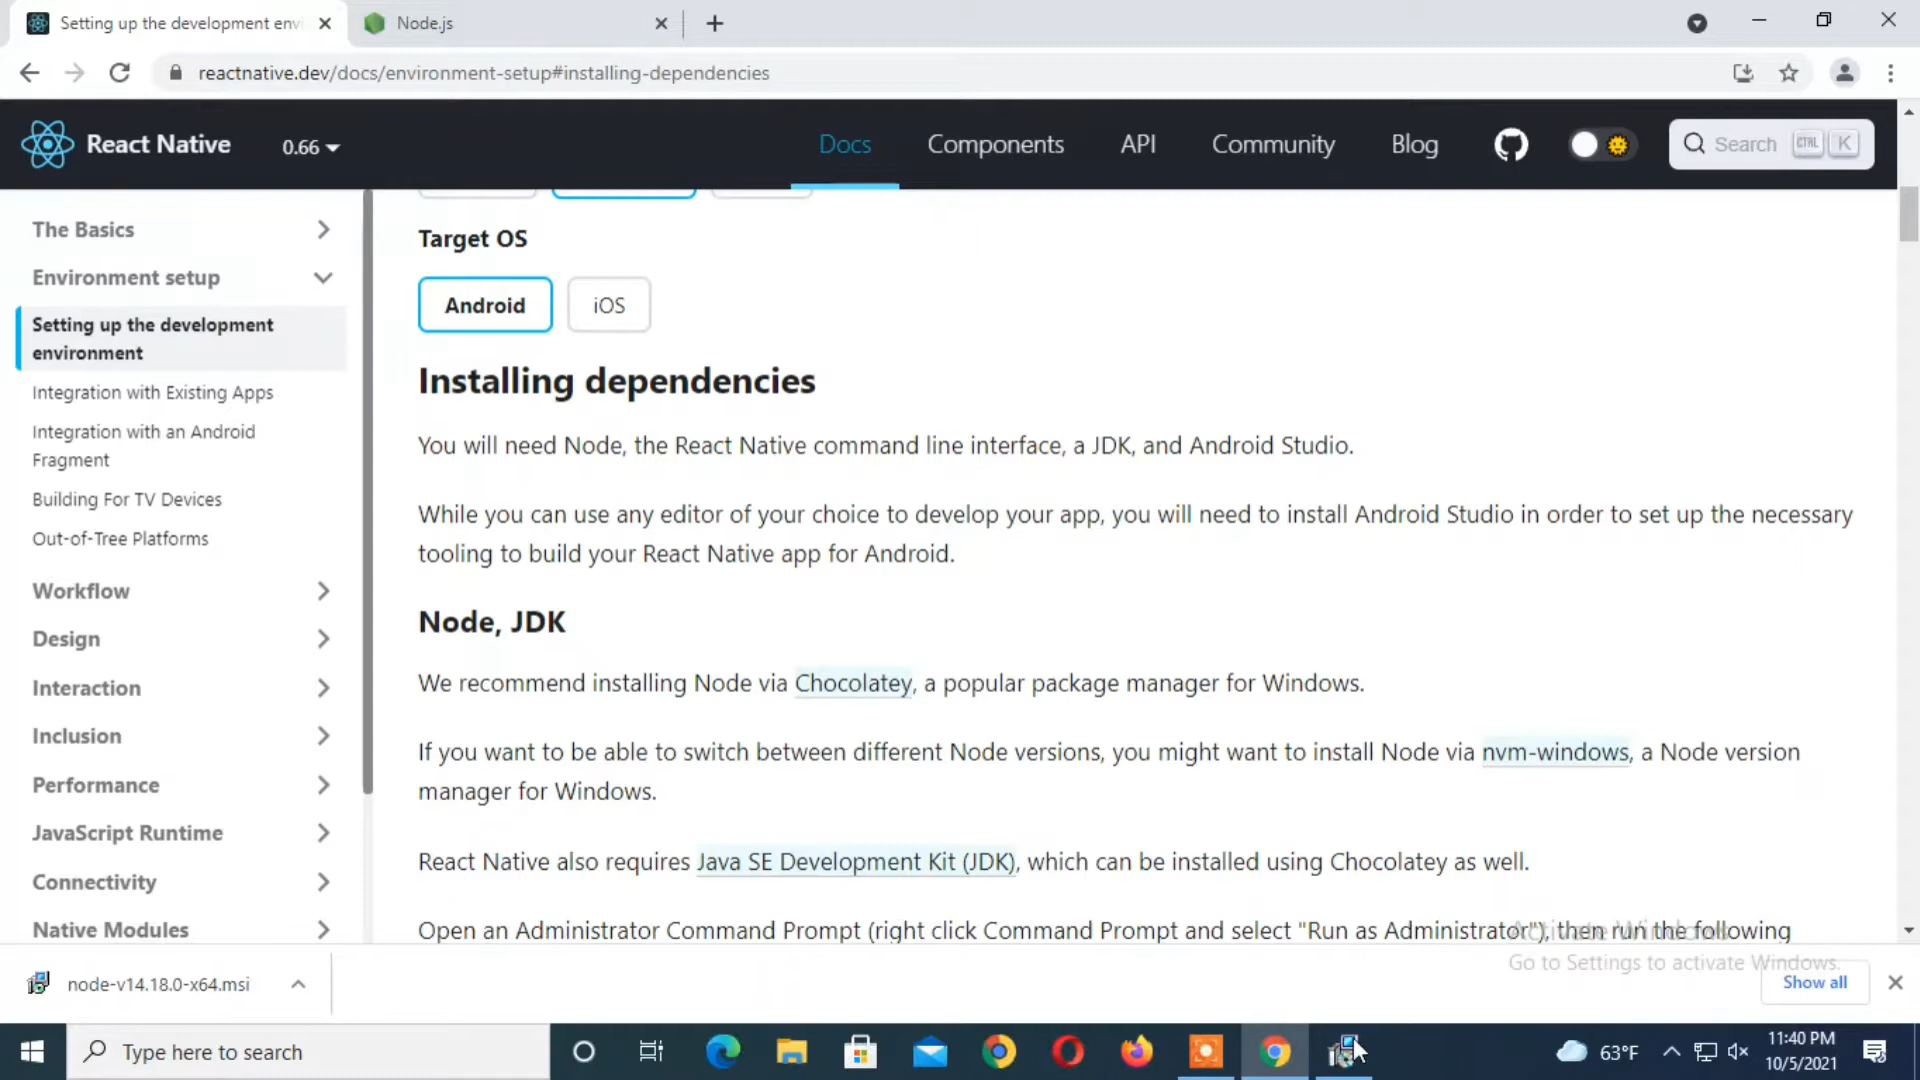 Setting up the development envi
Node.js
reactnative.dev/docs/environment-setup#installing-dependencies
React Native
0.66
Docs
Components
API
Community
Blog
Search
CTRL
K
The Basics
Environment setup
Setting up the development
environment
Integration with Existing Apps
Integration with an Android
Fragment
Building For TV Devices
Out-of-Tree Platforms
Workflow
Design
Interaction
Inclusion
Performance
JavaScript Runtime
Connectivity
Native Modules
Target OS
Android
iOS
Installing dependencies
You will need Node, the React Native command line interface, a JDK, and Android Studio.
While you can use any editor of your choice to develop your app, you will need to install Android Studio in order to set up the necessary
tooling to build your React Native app for Android.
Node, JDK
We recommend installing Node via Chocolatey, a popular package manager for Windows.
If you want to be able to switch between different Node versions, you might want to install Node via nvm-windows, a Node version
manager for Windows.
React Native also requires Java SE Development Kit (JDK), which can be installed using Chocolatey as well.
Open an Administrator Command Prompt (right click Command Prompt and select "Run as Administrator"), then run the following
Activate Windows
Go to Settings to activate Windows.
node-v14.18.0-x64.msi
Show all
Type here to search
63°F
11:40 PM
10/5/2021